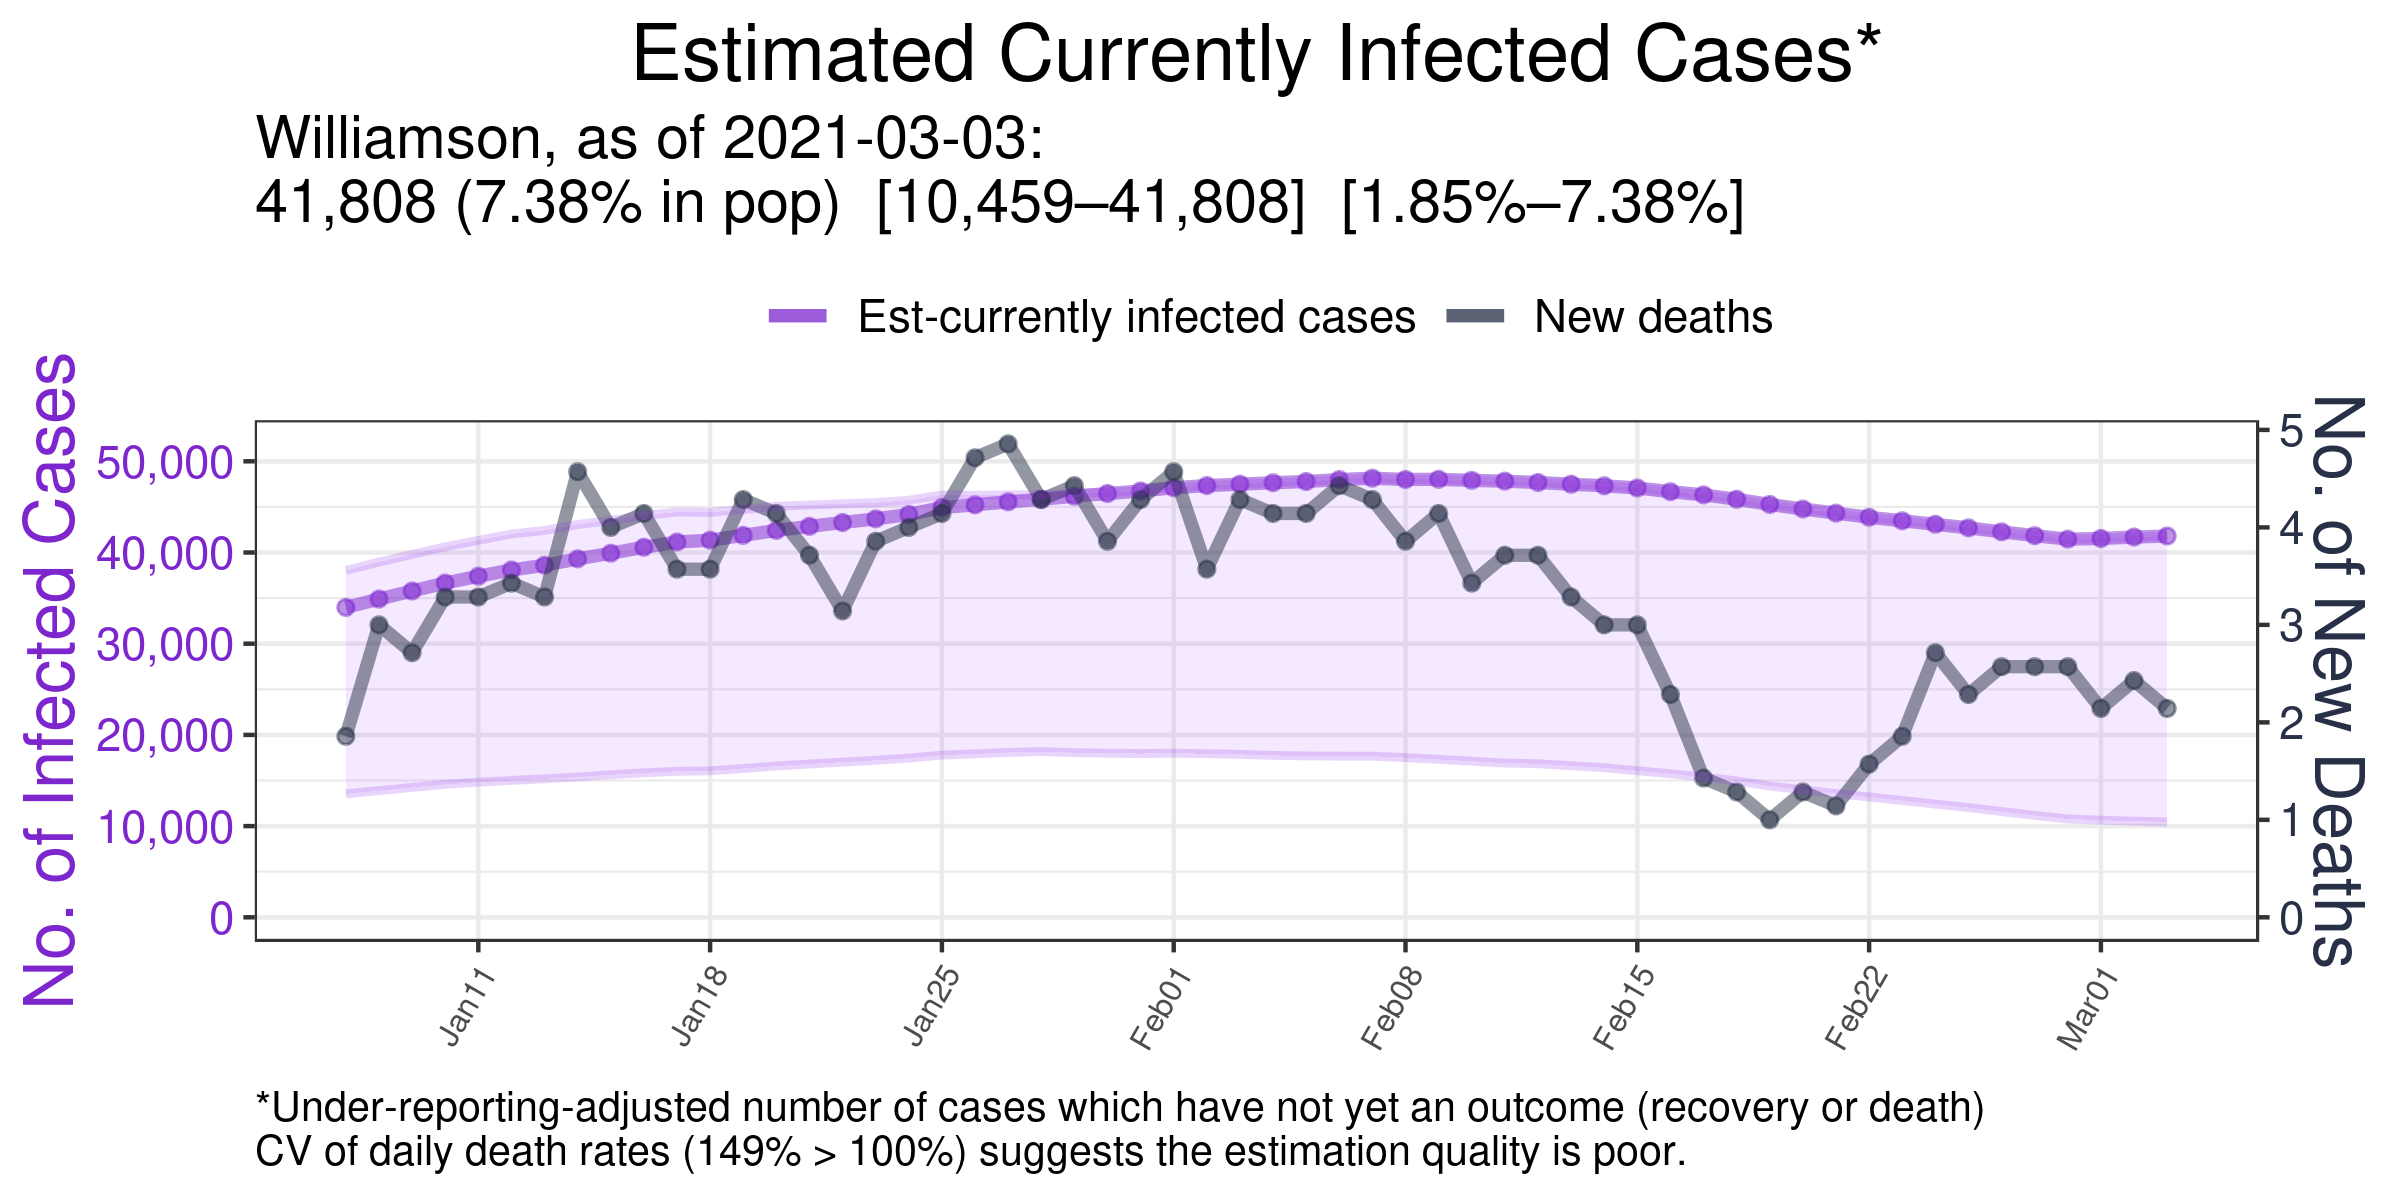 Estimated Currently Infected Cases*
Williamson, as of 2021-03-03:
41,808 (7.38% in pop)  [10,459–41,808]  [1.85%–7.38%]
Est-currently infected cases
New deaths
No. of Infected Cases
50,000
40,000
30,000
20,000
10,000
0
5
4
3
2
1
0
No. of New Deaths
Jan11
Jan18
Jan25
Feb01
Feb08
Feb15
Feb22
Mar01
*Under-reporting-adjusted number of cases which have not yet an outcome (recovery or death)
CV of daily death rates (149% > 100%) suggests the estimation quality is poor.